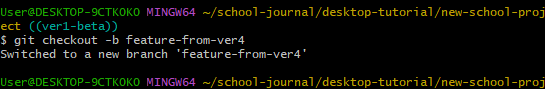 User@DESKTOP-9CTKOKO MINGW64 ~/school-journal/desktop-tutorial/new-school-proj
ect ((ver1-beta))
$ git checkout -b feature-from-ver4
Switched to a new branch 'feature-from-ver4'
User@DESKTOP-9CTKOKO MINGW64 ~/school-journal/desktop-tutorial/new-school-proj